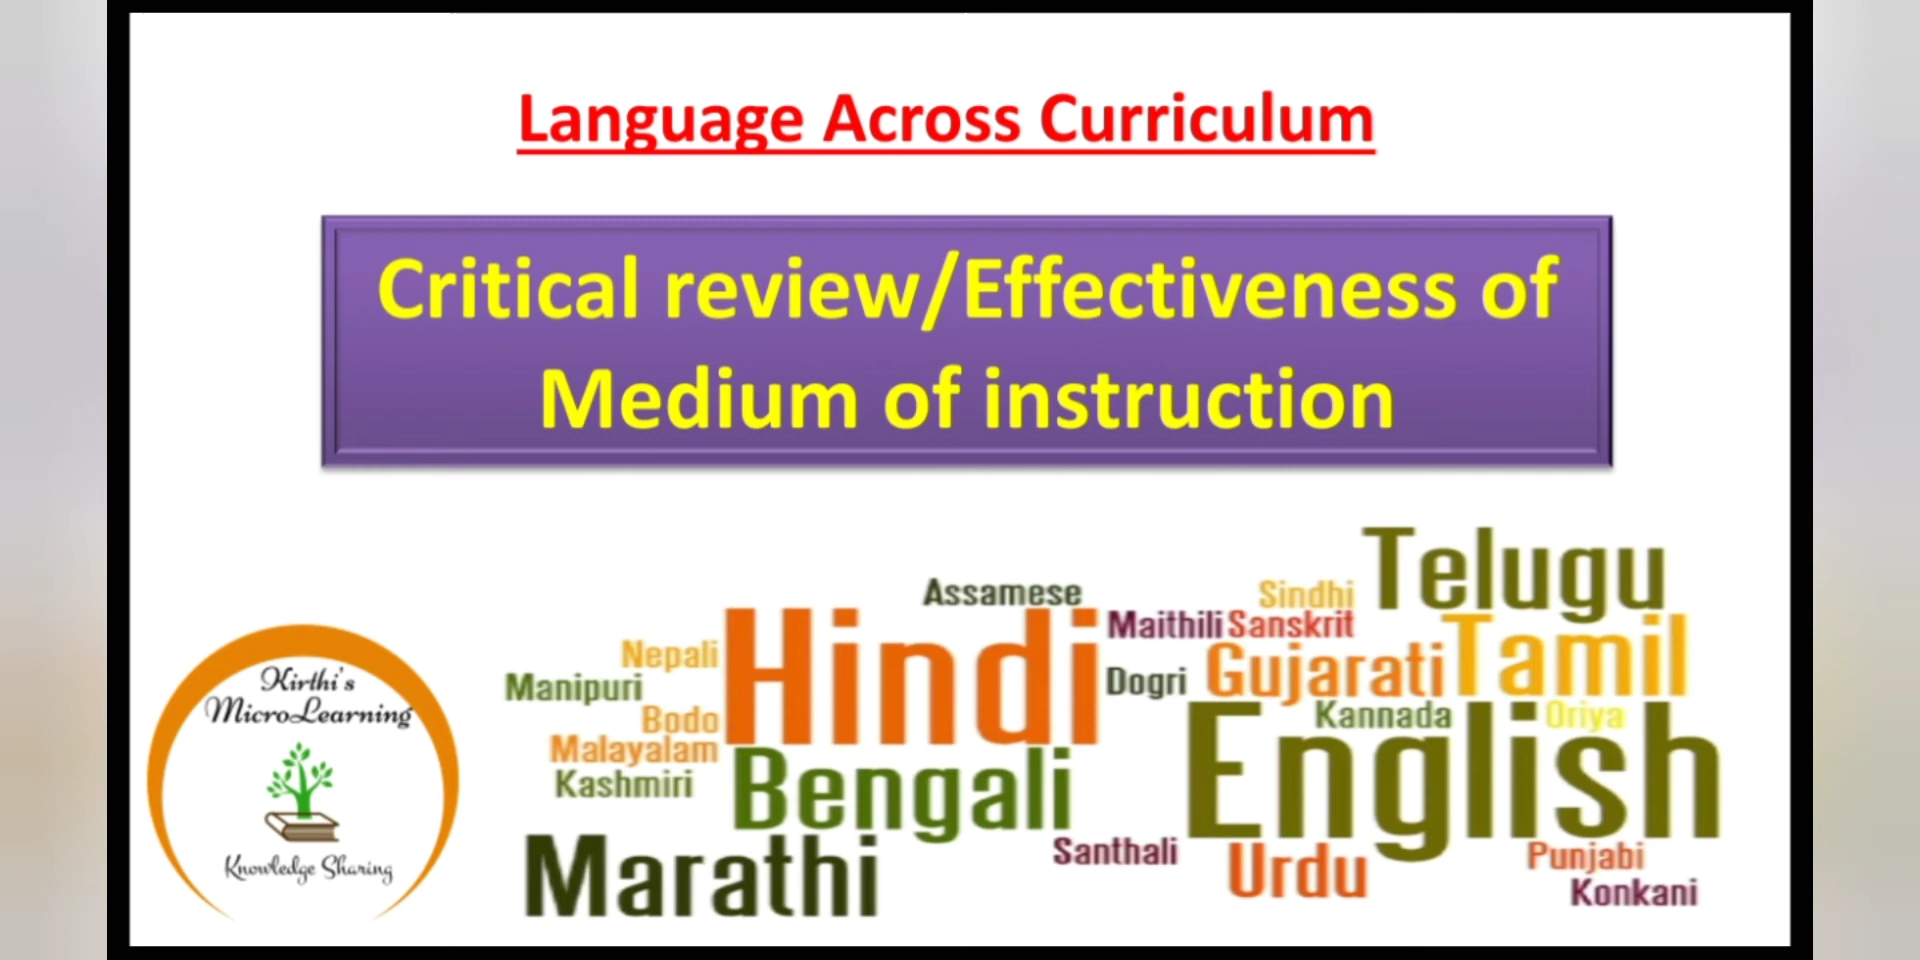 Language Across Curriculum
Critical review/Effectiveness of
Medium of instruction
Telugu
Assamese
Sindhi
Hindi
Maithili
Sanskrit
Tamil
Nepali
Gujarati
Manipuri
Dogri
Bodo
Kannada
Oriya
English
Malayalam
Bengali
Kashmiri
Marathi
Santhali
Urdu
Punjabi
Konkani
Kirthi's
MicroLearning
Knowledge Sharing